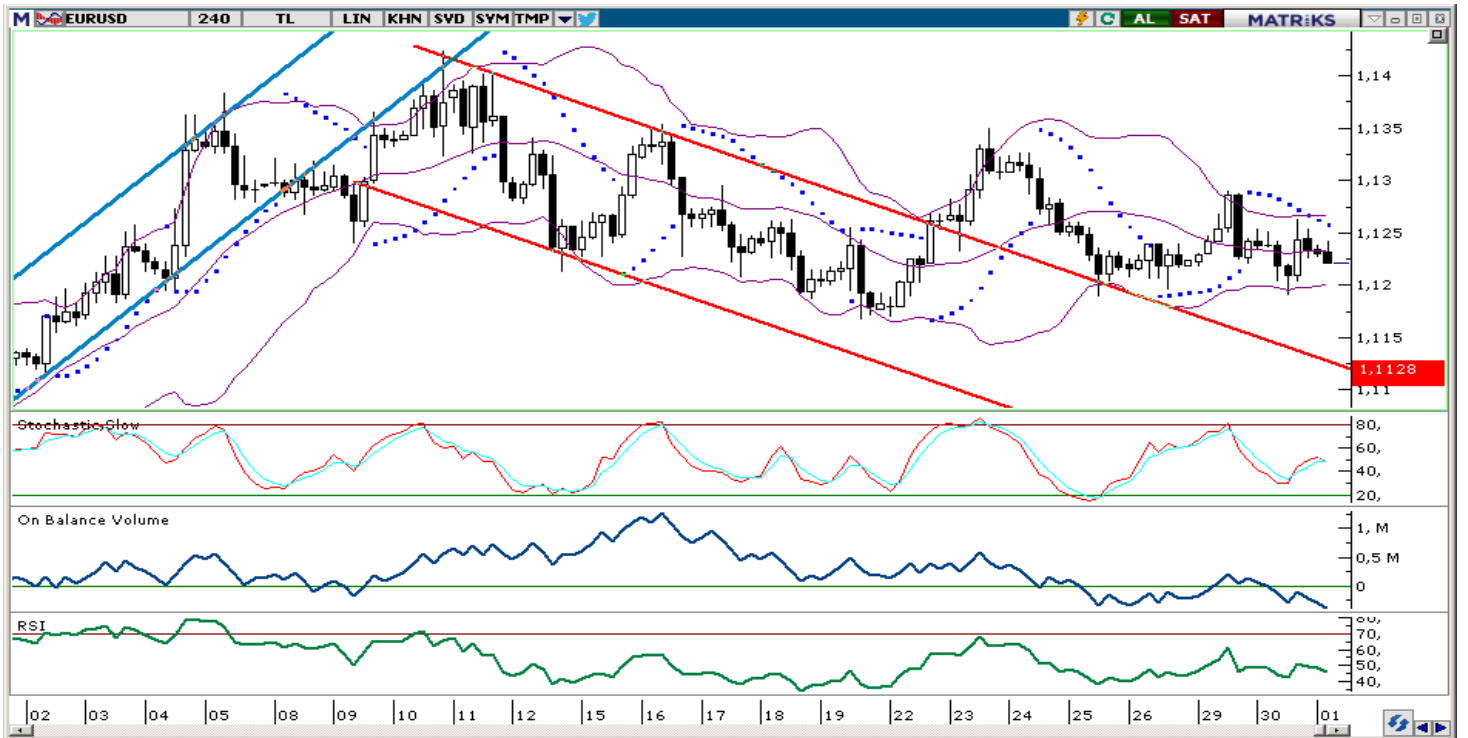 M EURUSD 240 TL LIN KHN SVD SYM TMP AL SAT MATRiKS
1,14
1,135
1,13
1,125
1,12
1,115
1,1128
1,11
Stochastic,Slow
80,
60,
40,
20,
On Balance Volume
1, M
0,5 M
0
RSI
80,
70,
60,
50,
40,
02 03 04 05 08 09 10 11 12 15 16 17 18 19 22 23 24 25 26 29 30 01